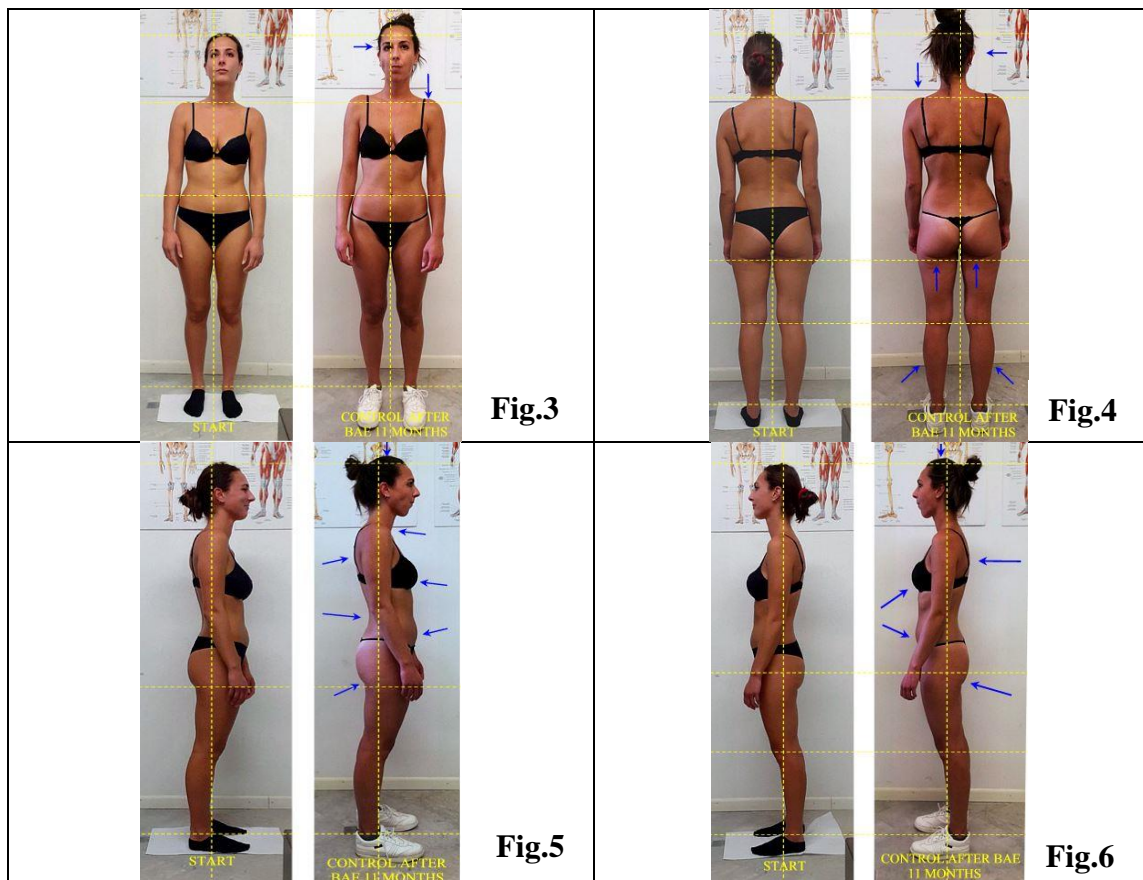 START
CONTROL AFTER
BAE 11 MONTHS
Fig.3
START
CONTROL AFTER
BAE 11 MONTHS
Fig.4
START
CONTROL AFTER
BAE 11 MONTHS
Fig.5
START
CONTROL AFTER BAE
11 MONTHS
Fig.6